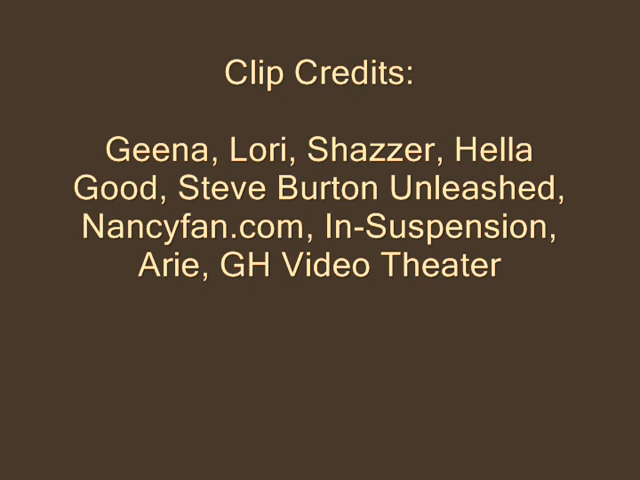 Clip Credits:
Geena, Lori, Shazzer, Hella
Good, Steve Burton Unleashed,
Nancyfan.com, In-Suspension,
Arie, GH Video Theater